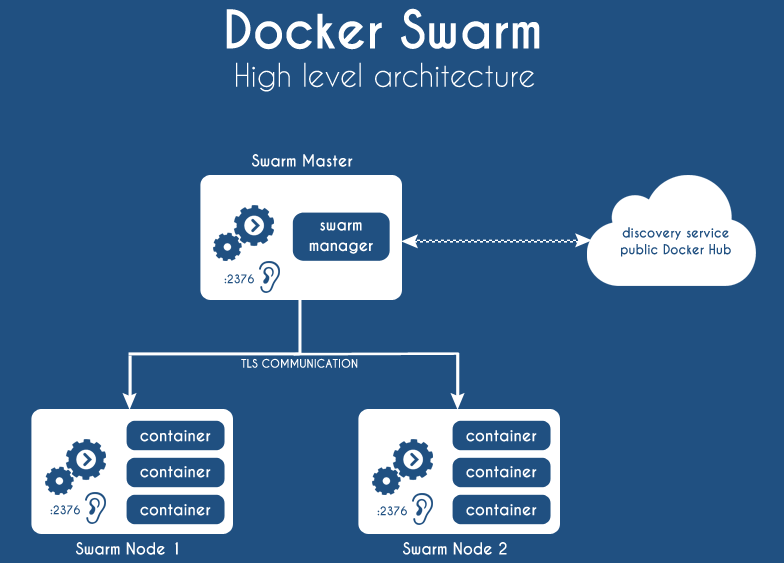 Docker Swarm
High level architecture
Swarm Master
swarm
manager
:2376
discovery service
public Docker Hub
TLS COMMUNICATION
container
container
container
:2376
Swarm Node 1
container
container
container
:2376
Swarm Node 2